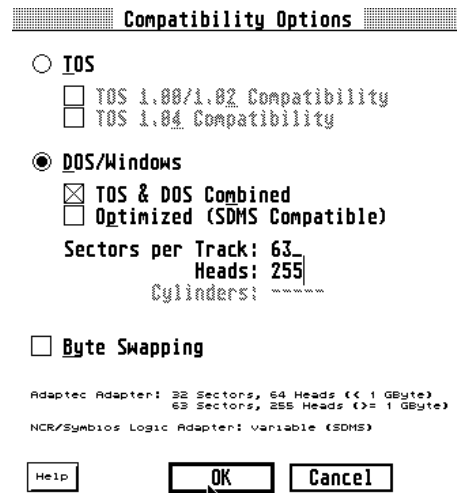 Compatibility Options
TOS
TOS 1.00/1.02 Compatibility
TOS 1.04 Compatibility
DOS/Windows
TOS & DOS Combined
Optimized (SDMS Compatible)
Sectors per Track: 63_
Heads: 255
Cylinders: -----
Byte Swapping
Adaptec Adapter: 32 Sectors, 64 Heads (< 1 GByte)
63 Sectors, 255 Heads (>= 1 GByte)
NCR/Symbios Logic Adapter: variable (SDMS)
Help OK Cancel